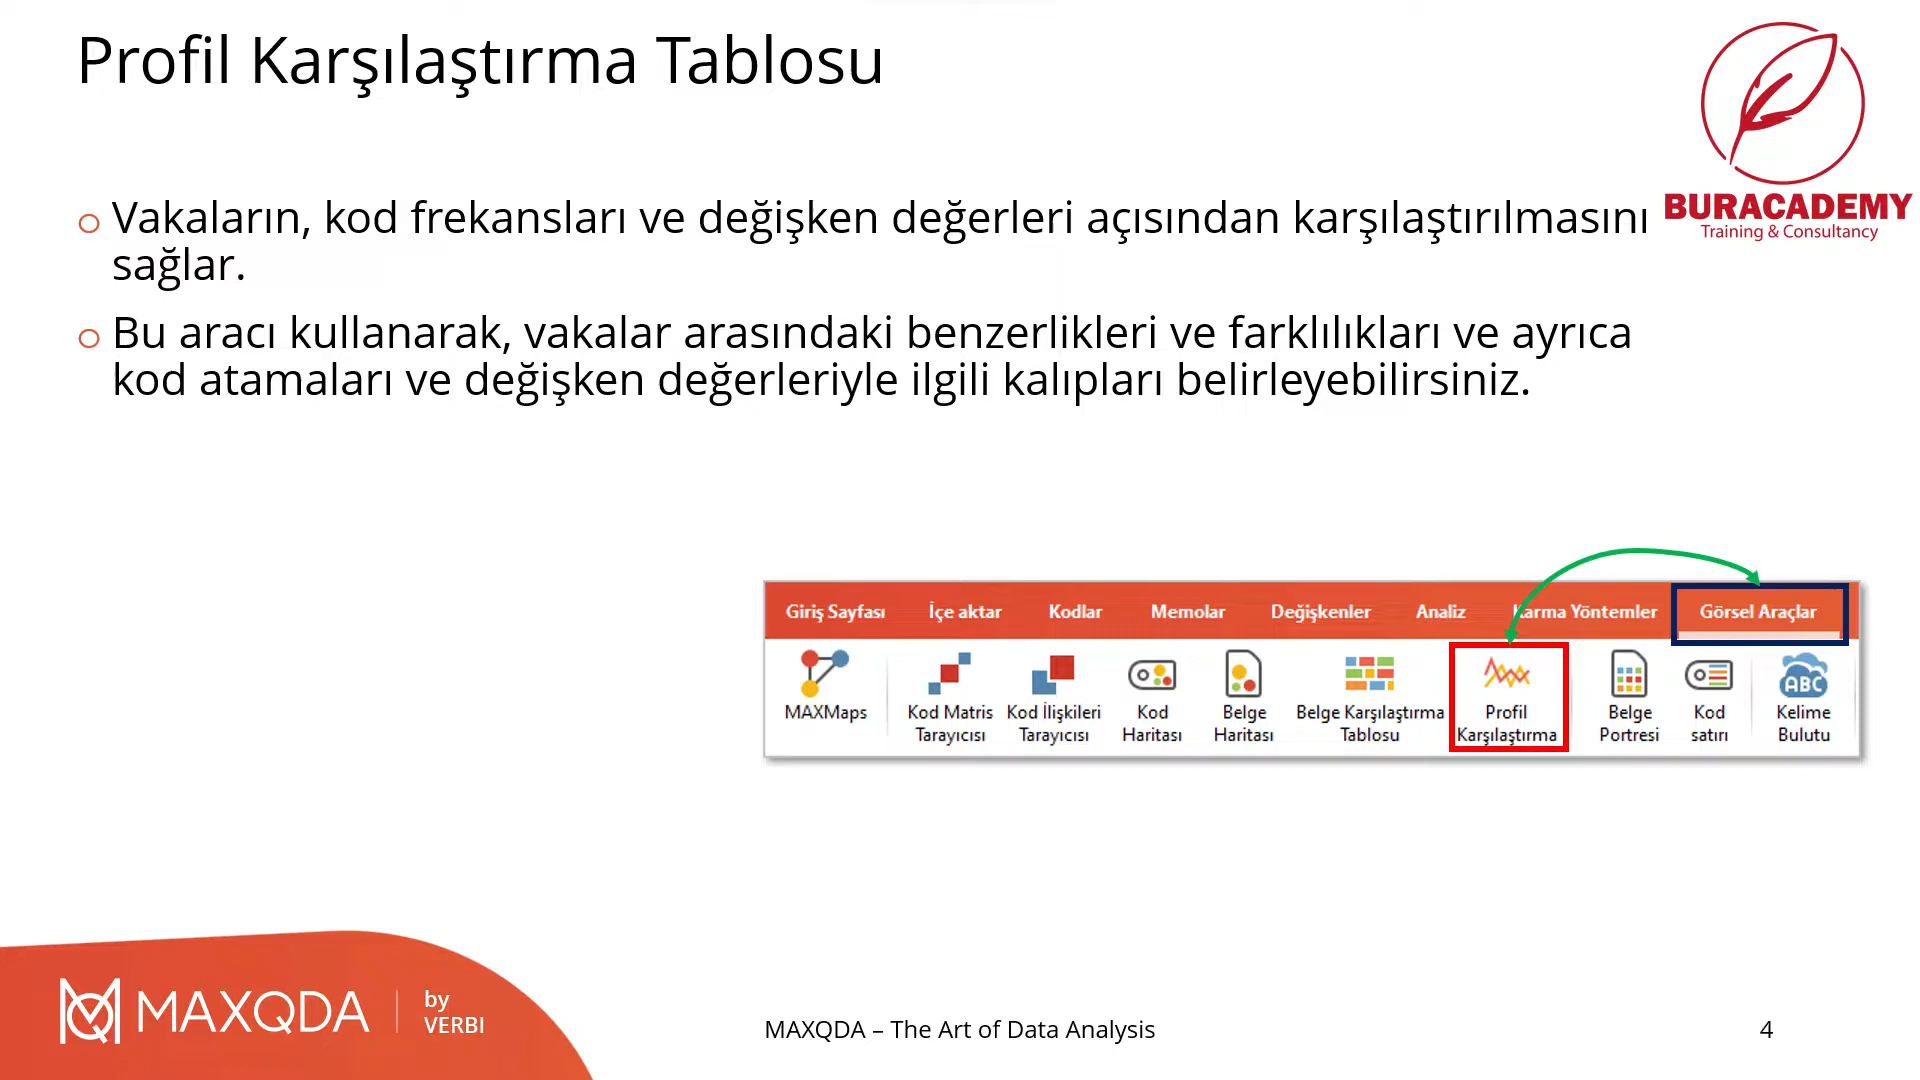 Profil Karşılaştırma Tablosu
BURACADEMY
Training & Consultancy
Vakaların, kod frekansları ve değişken değerleri açısından karşılaştırılmasını
sağlar.
Bu aracı kullanarak, vakalar arasındaki benzerlikleri ve farklılıkları ve ayrıca
kod atamaları ve değişken değerleriyle ilgili kalıpları belirleyebilirsiniz.
Giriş Sayfası İçe aktar Kodlar Memolar Değişkenler Analiz Karma Yöntemler Görsel Araçlar
ABC
MAXMaps Kod Matris Kod İlişkileri Kod Belge Belge Karşılaştırma Profil Belge Kod Kelime
Tarayıcısı Tarayıcısı Haritası Haritası Tablosu Karşılaştırma Portresi satırı Bulutu
MAXQDA by
VERBI
MAXQDA – The Art of Data Analysis
4